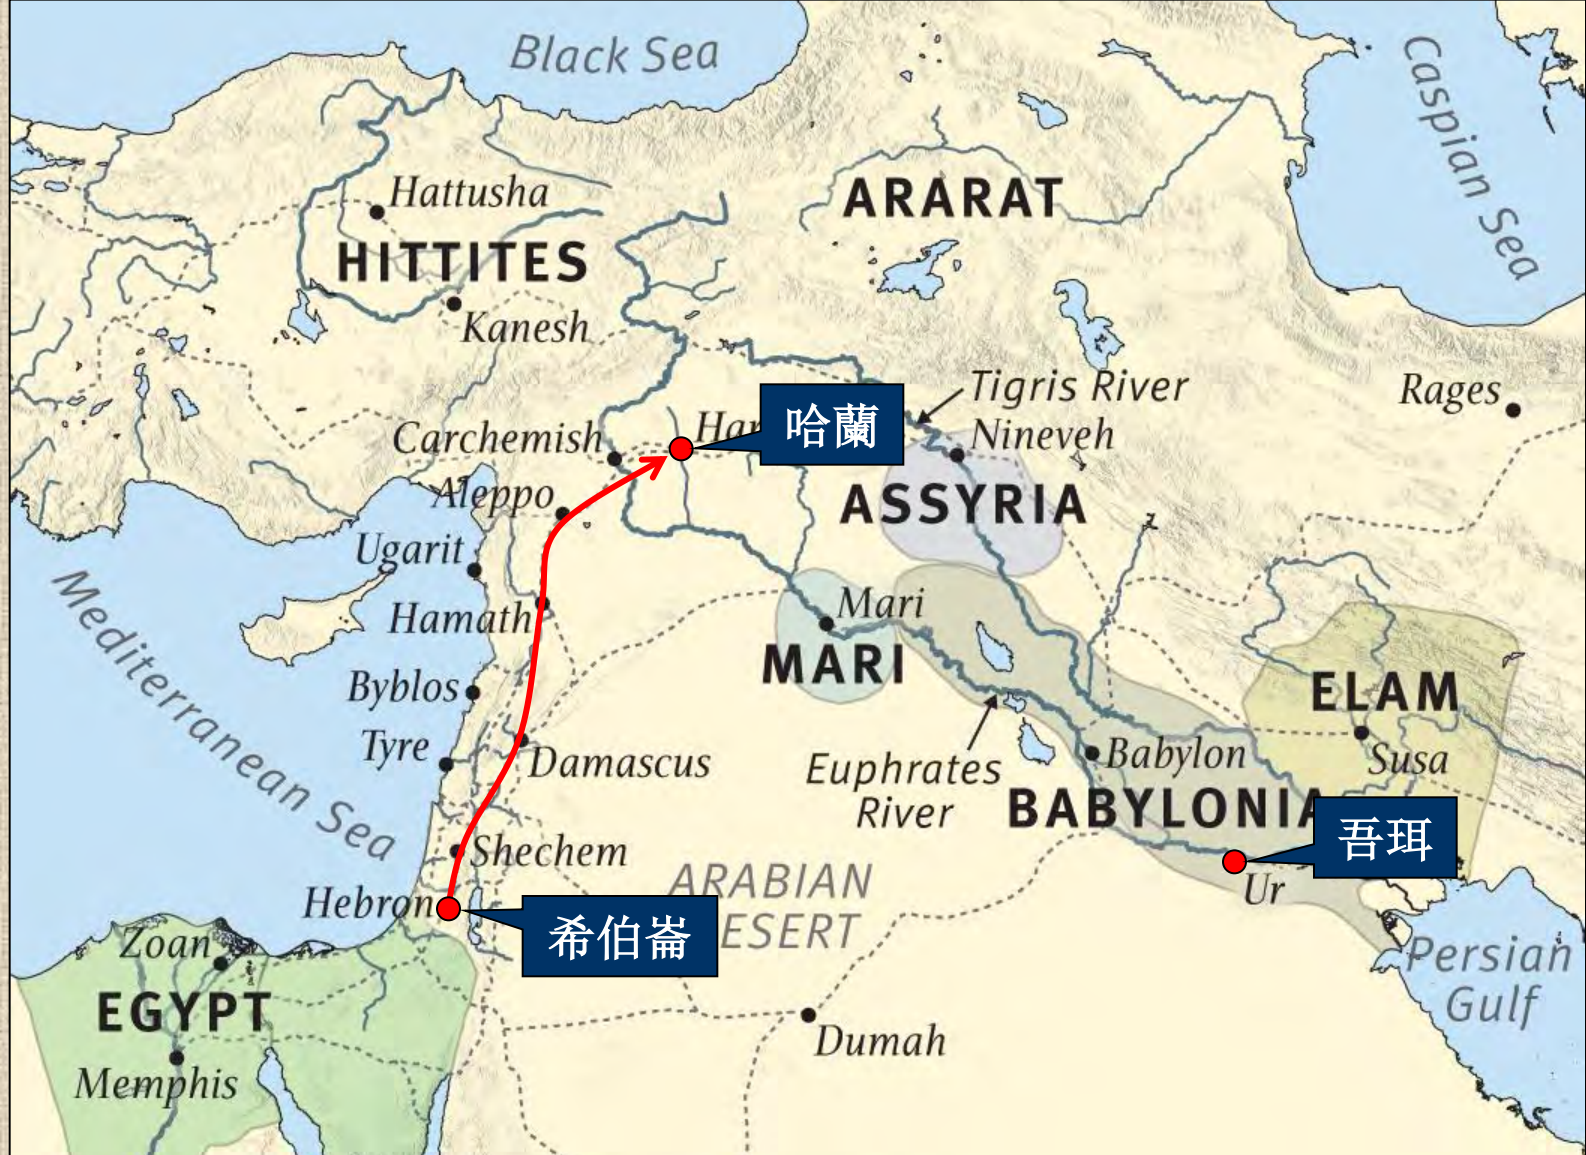 Black Sea
Caspian Sea
Hattusha
ARARAT
HITTITES
Kanesh
Tigris River
Rages
Carchemish
哈蘭
Nineveh
Aleppo
ASSYRIA
Ugarit
Mediterranean Sea
Hamath
Mari
MARI
Byblos
ELAM
Tyre
Damascus
Euphrates
River
Babylon
Susa
BABYLONIA
吾珥
Shechem
ARABIAN
Ur
Hebron
希伯崙
ESERT
Zoan
Persian
Gulf
EGYPT
Dumah
Memphis